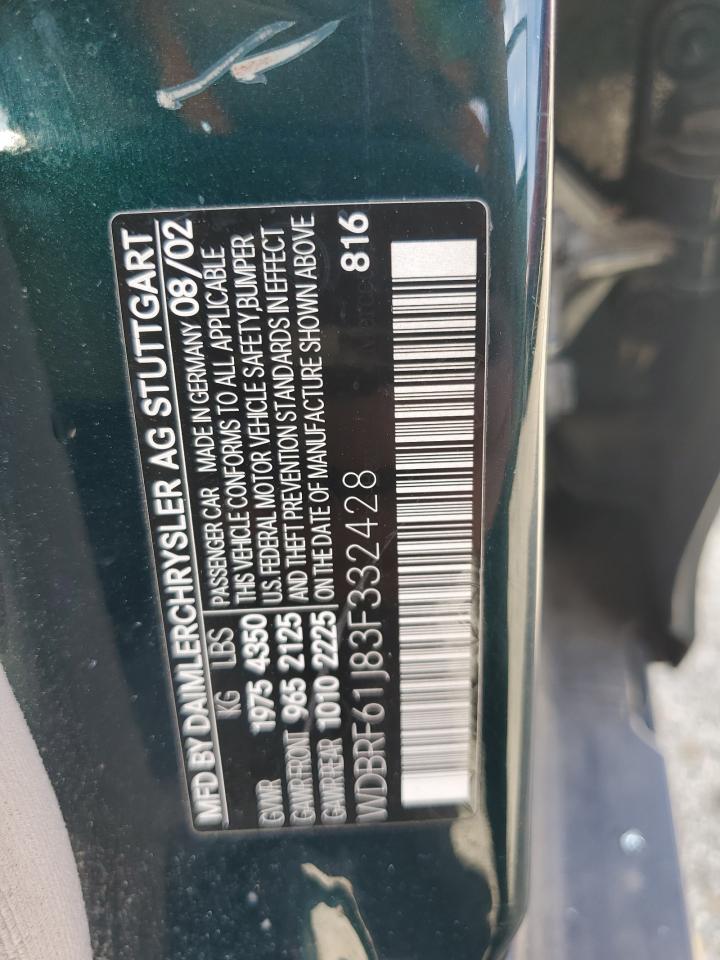 MFD BY DAIMLERCHRYSLER AG STUTTGART
KG LBS PASSENGER CAR MADE IN GERMANY 08/02
GVWR 1975 4350 THIS VEHICLE CONFORMS TO ALL APPLICABLE
U.S. FEDERAL MOTOR VEHICLE SAFETY,BUMPER
GAWR-FRONT 965 2125 AND THEFT PREVENTION STANDARDS IN EFFECT
GAWR-REAR 1010 2225 ON THE DATE OF MANUFACTURE SHOWN ABOVE
WDBRF61J83F332428 816